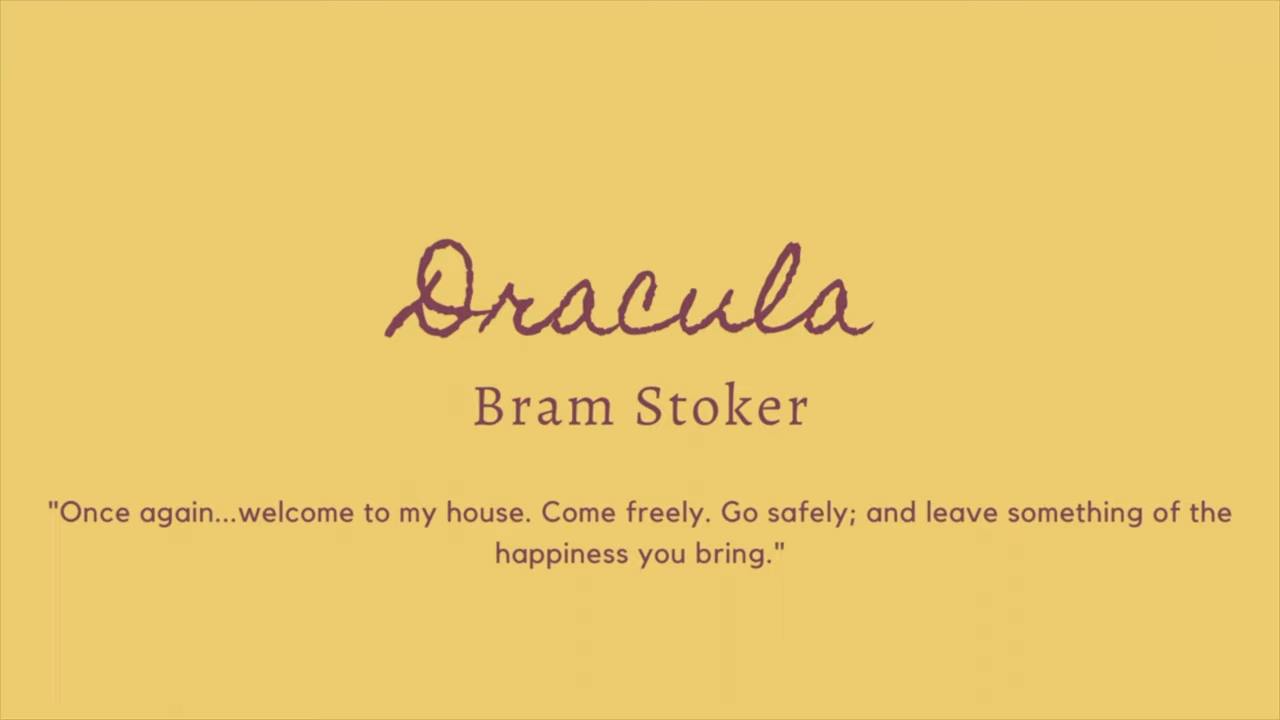 Dracula
Bram Stoker
"Once again...welcome to my house. Come freely. Go safely; and leave something of the
happiness you bring."